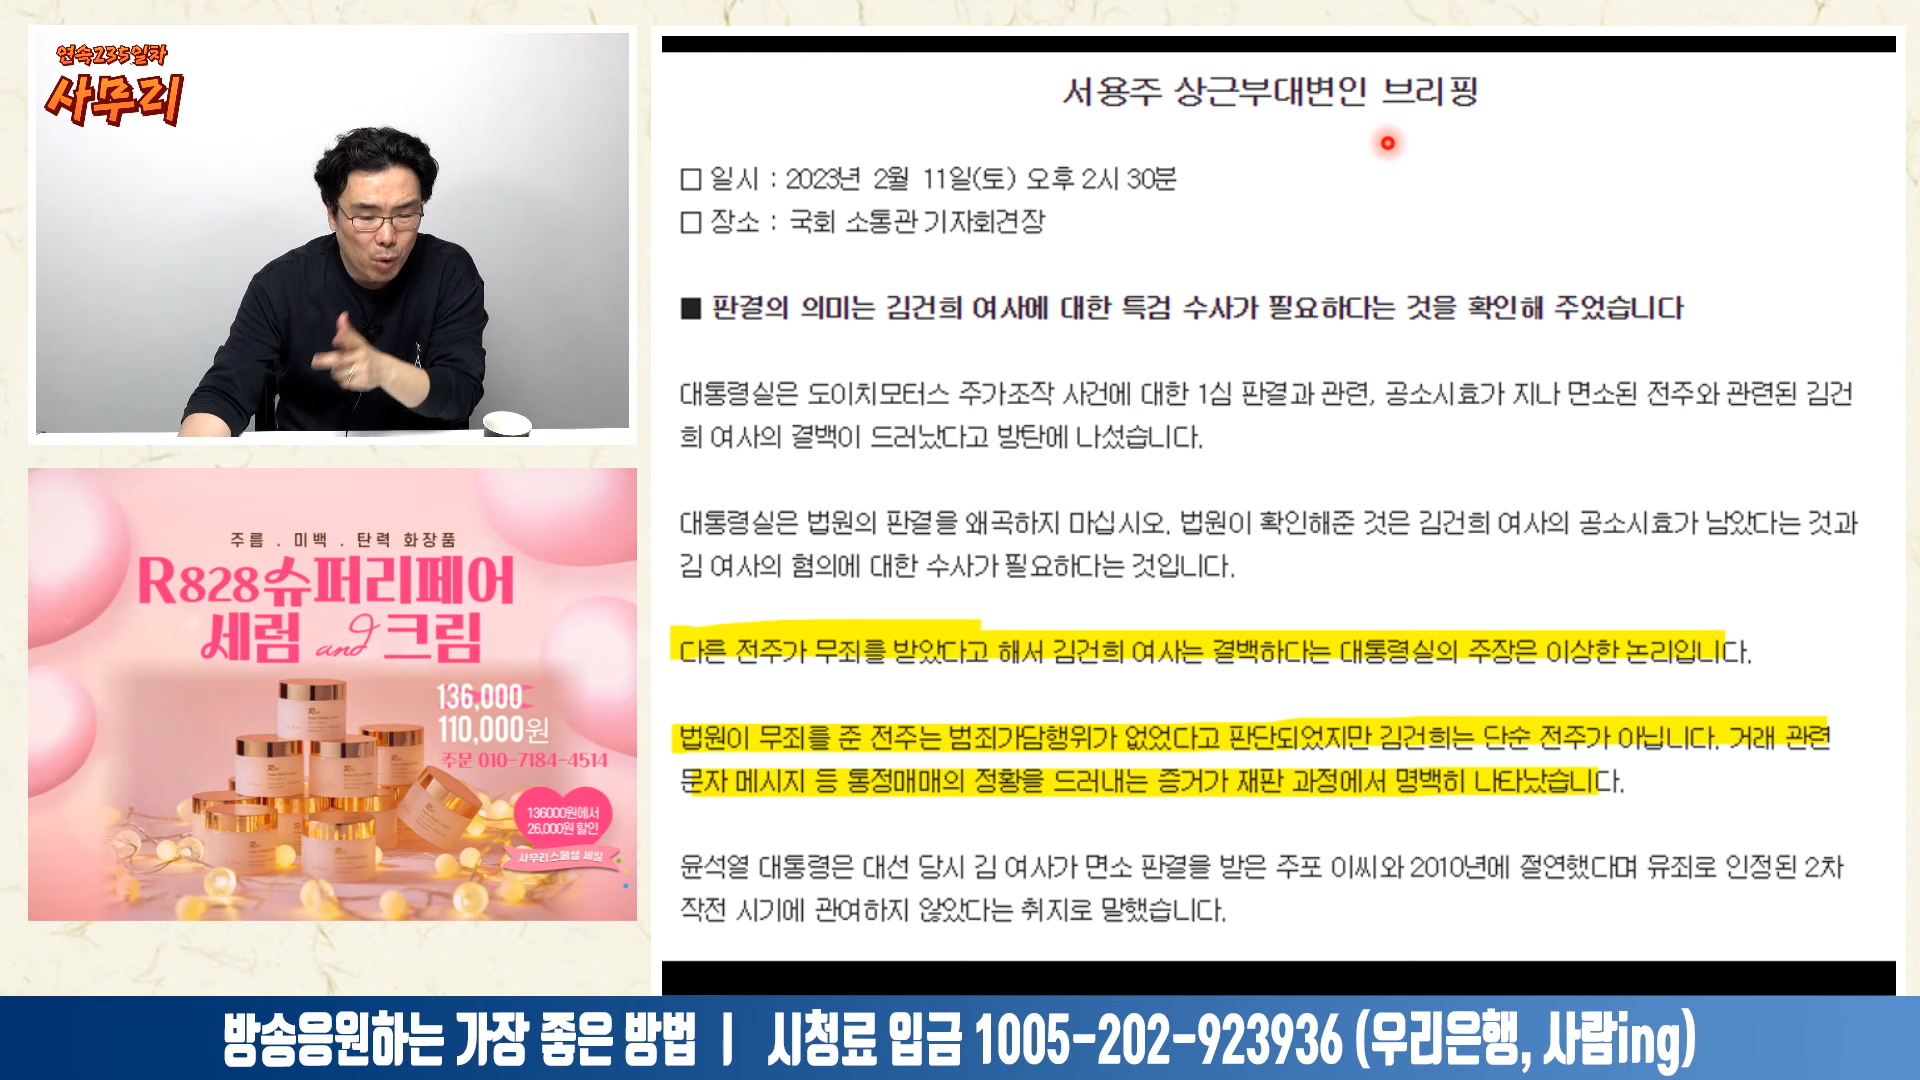 연속235일차
사무리
서용주 상근부대변인 브리핑
□ 일시 : 2023년 2월 11일(토) 오후 2시 30분
□ 장소 : 국회 소통관 기자회견장
■ 판결의 의미는 김건희 여사에 대한 특검 수사가 필요하다는 것을 확인해 주었습니다
대통령실은 도이치모터스 주가조작 사건에 대한 1심 판결과 관련, 공소시효가 지나 면소된 전주와 관련된 김건
희 여사의 결백이 드러났다고 방탄에 나섰습니다.
대통령실은 법원의 판결을 왜곡하지 마십시오. 법원이 확인해준 것은 김건희 여사의 공소시효가 남았다는 것과
김 여사의 혐의에 대한 수사가 필요하다는 것입니다.
다른 전주가 무죄를 받았다고 해서 김건희 여사는 결백하다는 대통령실의 주장은 이상한 논리입니다.
법원이 무죄를 준 전주는 범죄가담행위가 없었다고 판단되었지만 김건희는 단순 전주가 아닙니다. 거래 관련
문자 메시지 등 통정매매의 정황을 드러내는 증거가 재판 과정에서 명백히 나타났습니다.
윤석열 대통령은 대선 당시 김 여사가 면소 판결을 받은 주포 이씨와 2010년에 절연했다며 유죄로 인정된 2차
작전 시기에 관여하지 않았다는 취지로 말했습니다.
주름 . 미백 . 탄력 화장품
R828슈퍼리페어
세럼 and 크림
136,000
110,000원
주문 010-7184-4514
136000원에서
26,000원 할인
사무리스페셜 세일
방송응원하는 가장 좋은 방법 ㅣ 시청료 입금 1005-202-923936 (우리은행, 사람ing)